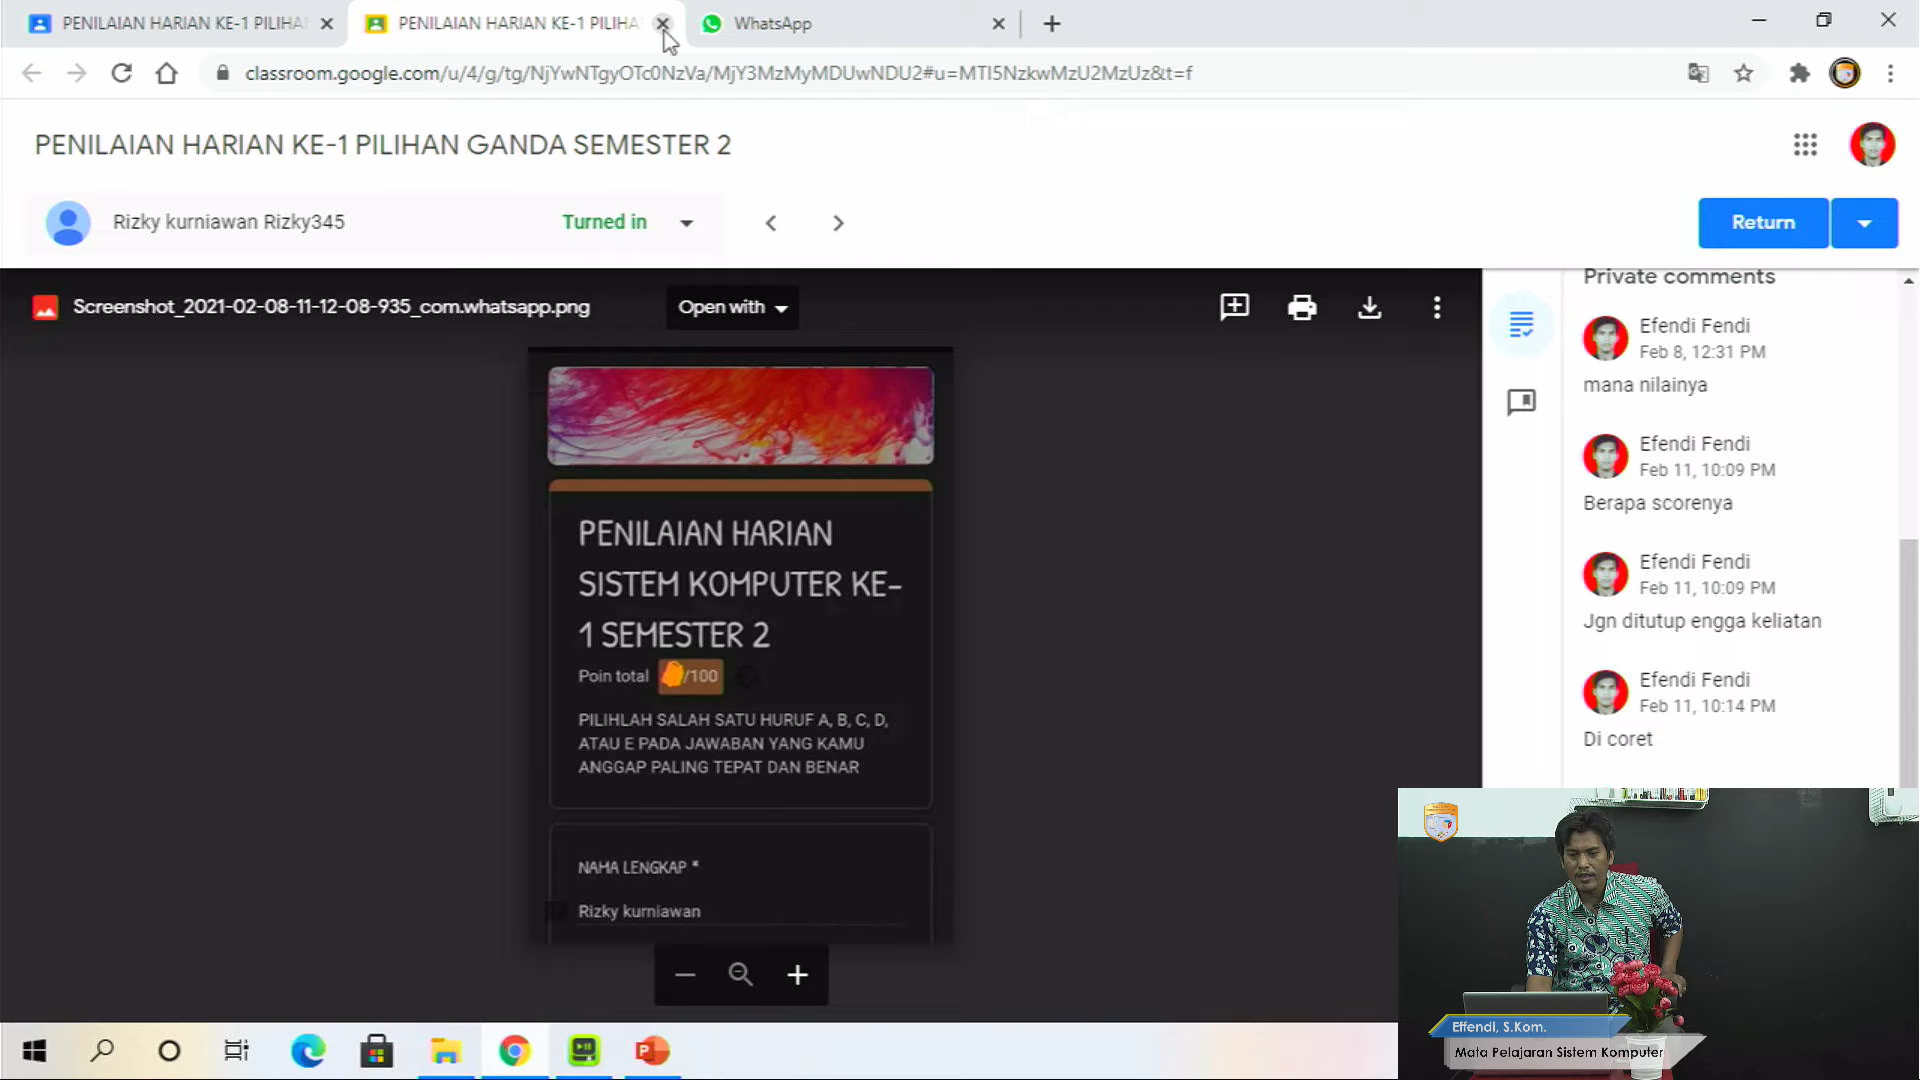 PENILAIAN HARIAN KE-1 PILIHA
PENILAIAN HARIAN KE-1 PILIHA
WhatsApp
classroom.google.com/u/4/g/tg/NjYwNTgyOTc0NzVa/MjY3MzMyMDUwNDU2#u=MTI5NzkwMzU2MzUz&t=f
PENILAIAN HARIAN KE-1 PILIHAN GANDA SEMESTER 2
Rizky kurniawan Rizky345
Turned in
Return
Screenshot_2021-02-08-11-12-08-935_com.whatsapp.png
Open with
PENILAIAN HARIAN
SISTEM KOMPUTER KE-
1 SEMESTER 2
Poin total /100
PILIHLAH SALAH SATU HURUF A, B, C, D,
ATAU E PADA JAWABAN YANG KAMU
ANGGAP PALING TEPAT DAN BENAR
NAMA LENGKAP *
Rizky kurniawan
Private comments
Efendi Fendi
Feb 8, 12:31 PM
mana nilainya
Efendi Fendi
Feb 11, 10:09 PM
Berapa scorenya
Efendi Fendi
Feb 11, 10:09 PM
Jgn ditutup engga keliatan
Efendi Fendi
Feb 11, 10:14 PM
Di coret
Effendi, S.Kom.
Mata Pelajaran Sistem Komputer